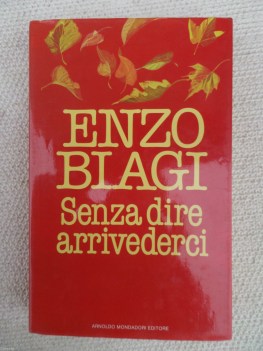 ENZO
BIAGI
Senza dire
arrivederci
ARNOLDO MONDADORI EDITORE